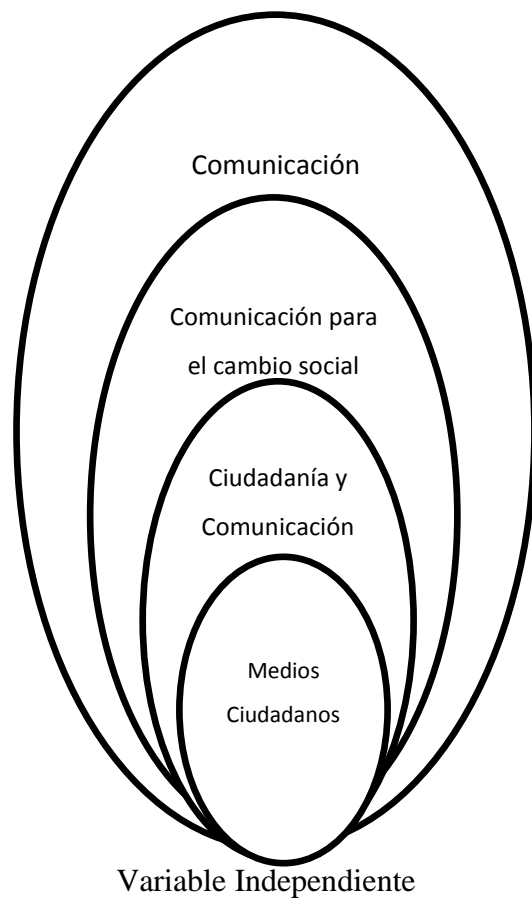 Comunicación
Comunicación para
el cambio social
Ciudadanía y
Comunicación
Medios
Ciudadanos
Variable Independiente